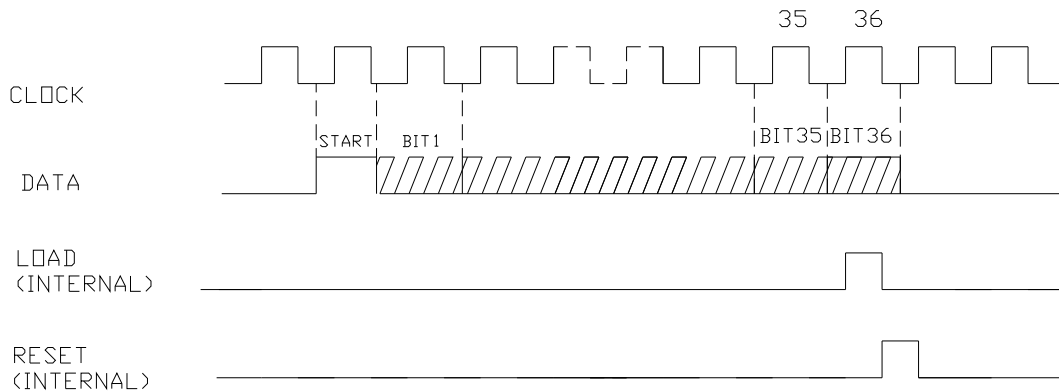 35 36
CLOCK
START BIT1 BIT35 BIT36
DATA
LOAD
(INTERNAL)
RESET
(INTERNAL)